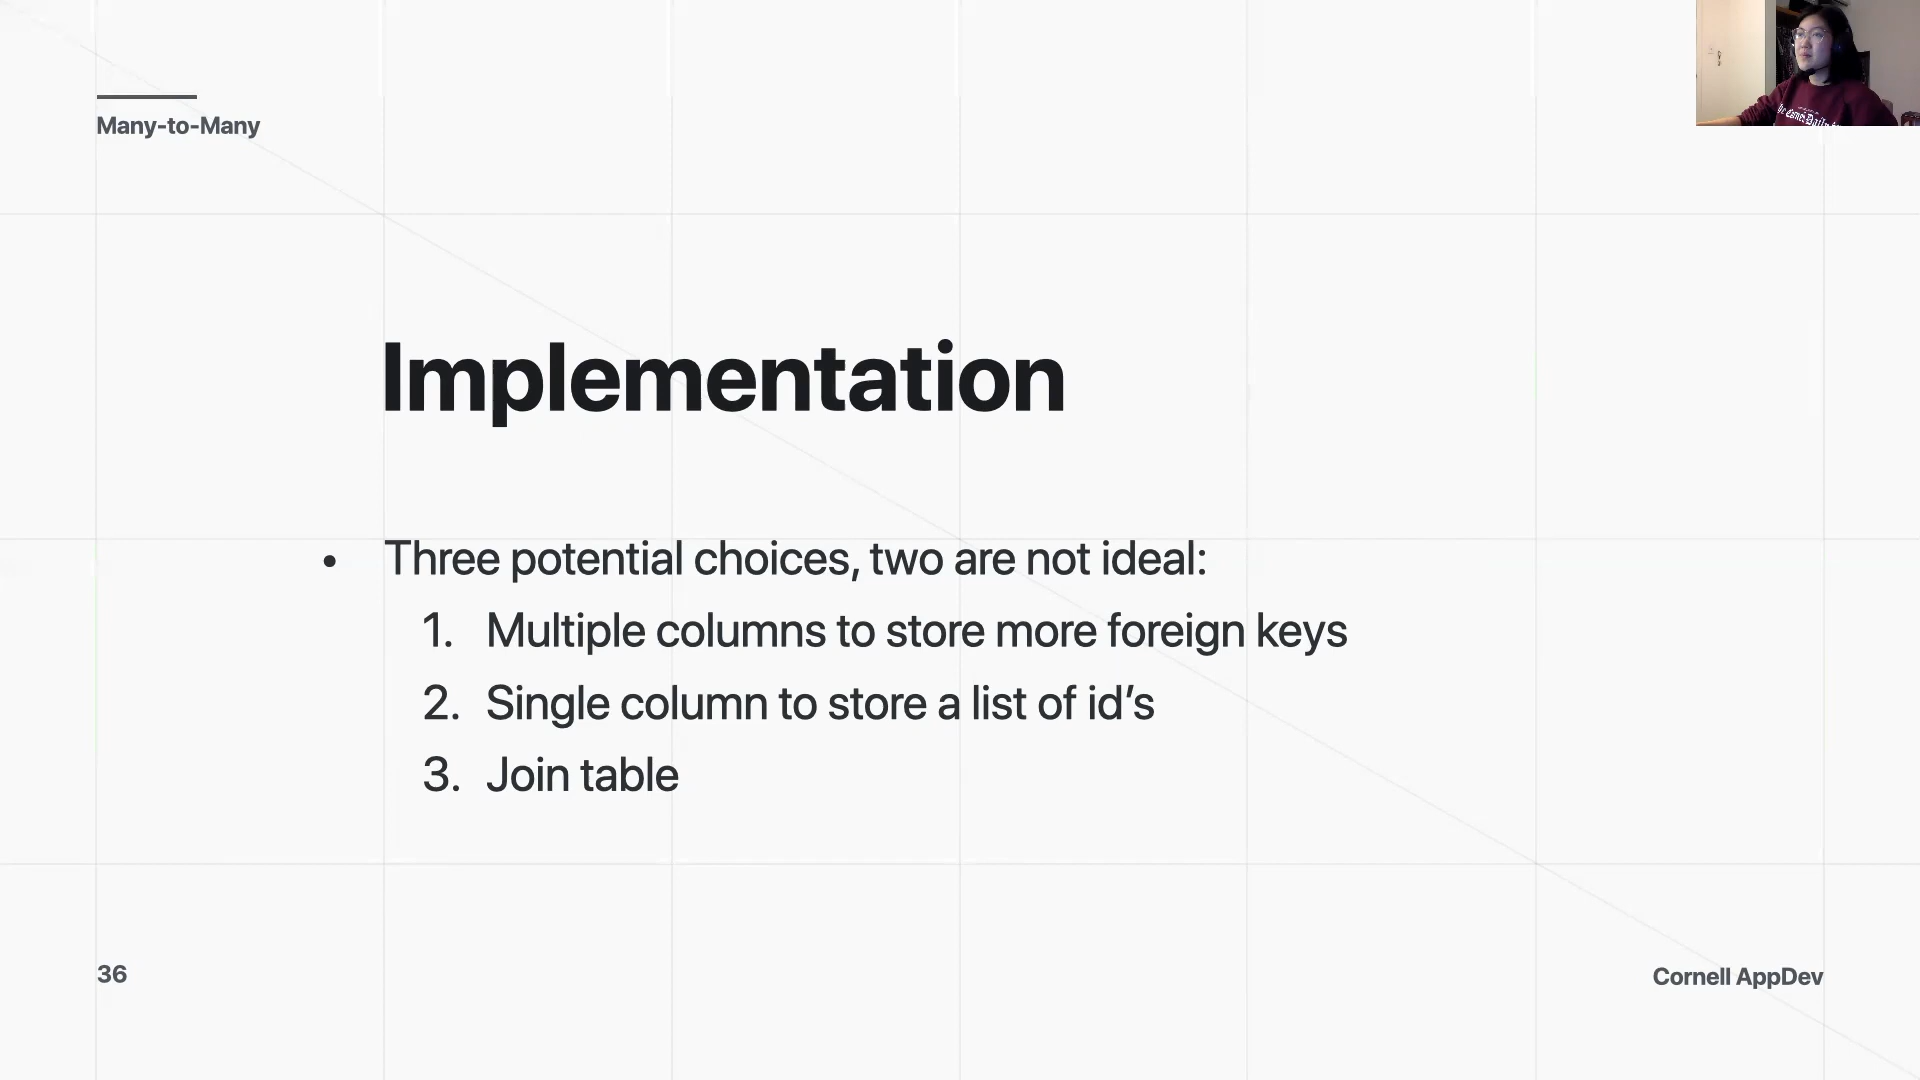 Many-to-Many
Implementation
• Three potential choices, two are not ideal:
1. Multiple columns to store more foreign keys
2. Single column to store a list of id’s
3. Join table
36
Cornell AppDev